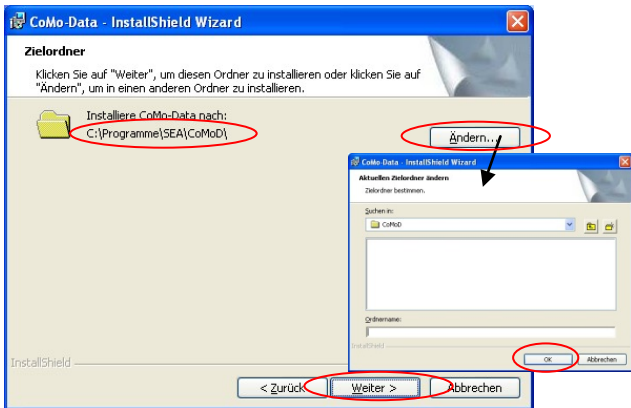 CoMo-Data - InstallShield Wizard
Zielordner
Klicken Sie auf "Weiter", um diesen Ordner zu installieren oder klicken Sie auf
"Ändern", um in einen anderen Ordner zu installieren.
Installiere CoMo-Data nach:
C:\Programme\SEA\CoMoD\
Ändern...
CoMo-Data - InstallShield Wizard
Aktuellen Zielordner ändern
Zielordner bestimmen.
Suchen in:
CoMoD
Ordnername:
InstallShield
OK
Abbrechen
InstallShield
< Zurück
Weiter >
Abbrechen